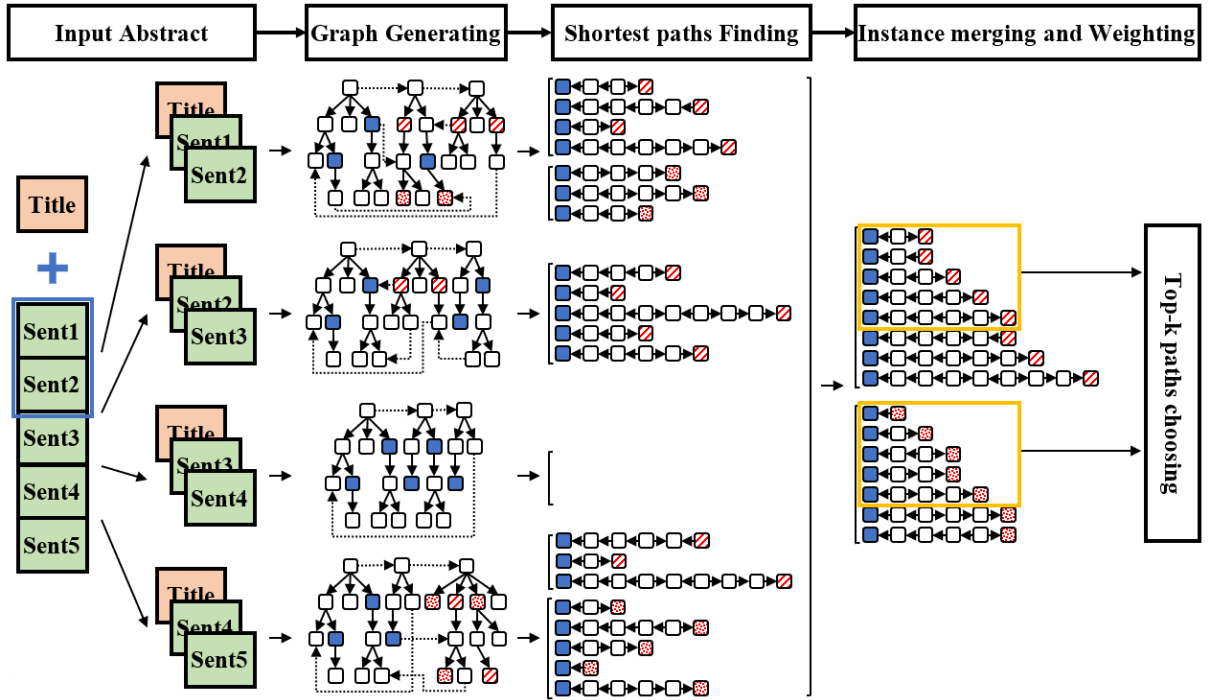 Input Abstract
Graph Generating
Shortest paths Finding
Instance merging and Weighting
Title
Sent1
Sent2
Title
Sent1
Sent2
Sent3
Sent4
Sent5
Title
Sent2
Sent3
Title
Sent3
Sent4
Title
Sent4
Sent5
Top-k paths choosing